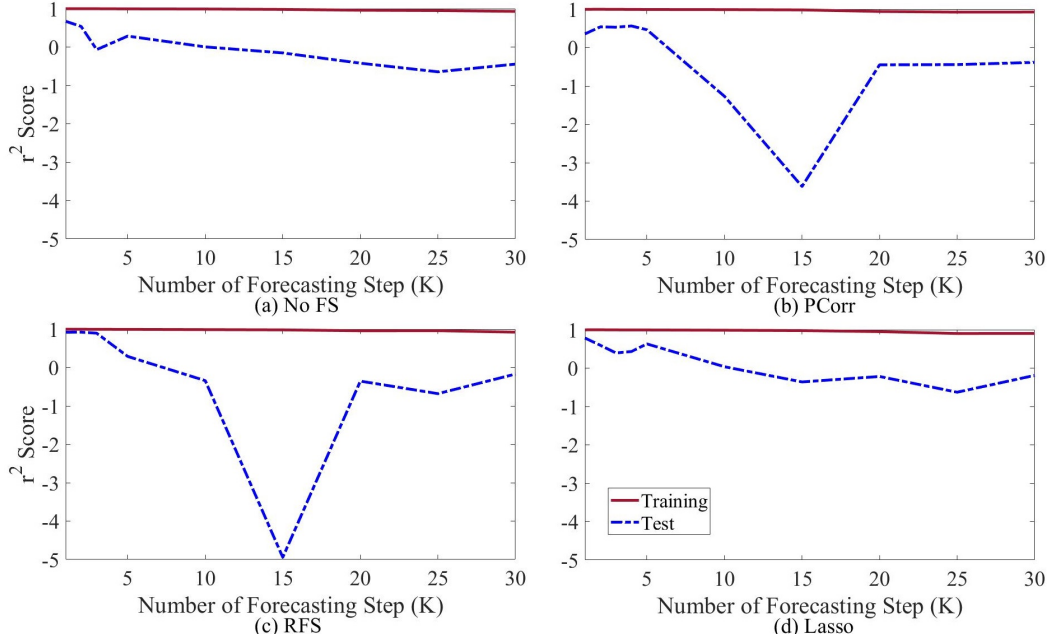 1
0
-1
-2
-3
-4
-5
r² Score
5 10 15 20 25 30
Number of Forecasting Step (K)
(a) No FS
1
0
-1
-2
-3
-4
-5
5 10 15 20 25 30
Number of Forecasting Step (K)
(b) PCorr
1
0
-1
-2
-3
-4
-5
r² Score
5 10 15 20 25 30
Number of Forecasting Step (K)
(c) RFS
1
0
-1
-2
-3
-4
-5
Training
Test
5 10 15 20 25 30
Number of Forecasting Step (K)
(d) Lasso